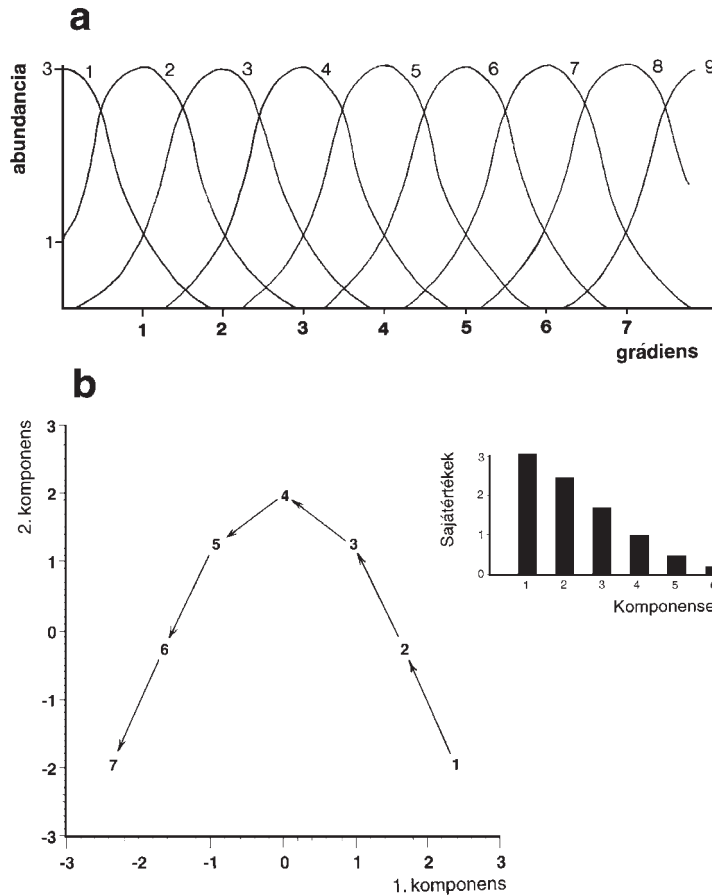 a
abundancia
3 1 2 3 4 5 6 7 8 9
1
1 2 3 4 5 6 7
grádiens
b
2. komponens
3
2
1
0
-1
-2
-3
4
5 3
6 2
7 1
-3 -2 -1 0 1 2 3
1. komponens
Sajátértékek
3
2
1
0
1 2 3 4 5
Komponense